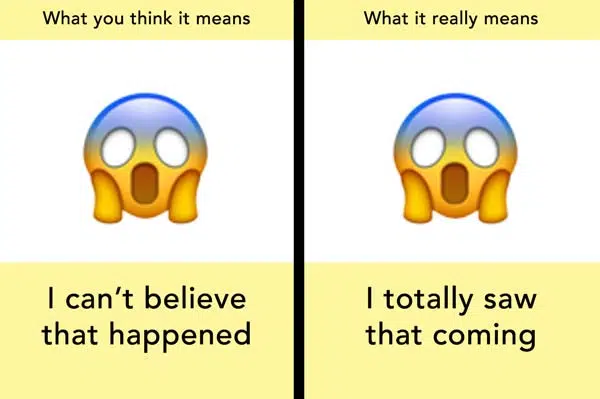 What you think it means
I can’t believe
that happened
What it really means
I totally saw
that coming